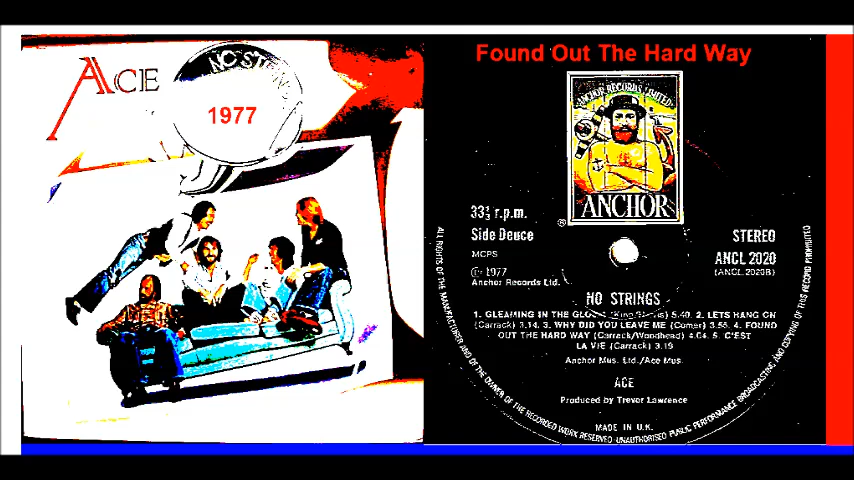 ACE
NO STRINGS
1977
Found Out The Hard Way
ANCHOR RECORDS LIMITED
ANCHOR
®
33⅓ r.p.m.
Side Deuce
MCPS
℗ 1977
Anchor Records Ltd.
STEREO
ANCL 2020
(ANCL.2020B)
NO STRINGS
1. GLEAMING IN THE 5.40. 2. LETS HANG ON
(Carrack) 3.14. 3. WHY DID YOU LEAVE ME (Comer) 3.56. 4. FOUND
OUT THE HARD WAY (Carrack/Woodhead) 4.04. 5. C'EST
LA VIE (Carrack) 3.19
Anchor Mus. Ltd./Ace Mus.
ACE
Produced by Trevor Lawrence
MADE IN U.K.
ALL RIGHTS OF THE MANUFACTURER AND OF THE OWNER OF THE RECORDED WORK RESERVED UNAUTHORISED PUBLIC PERFORMANCE BROADCASTING AND COPYING OF THIS RECORD PROHIBITED